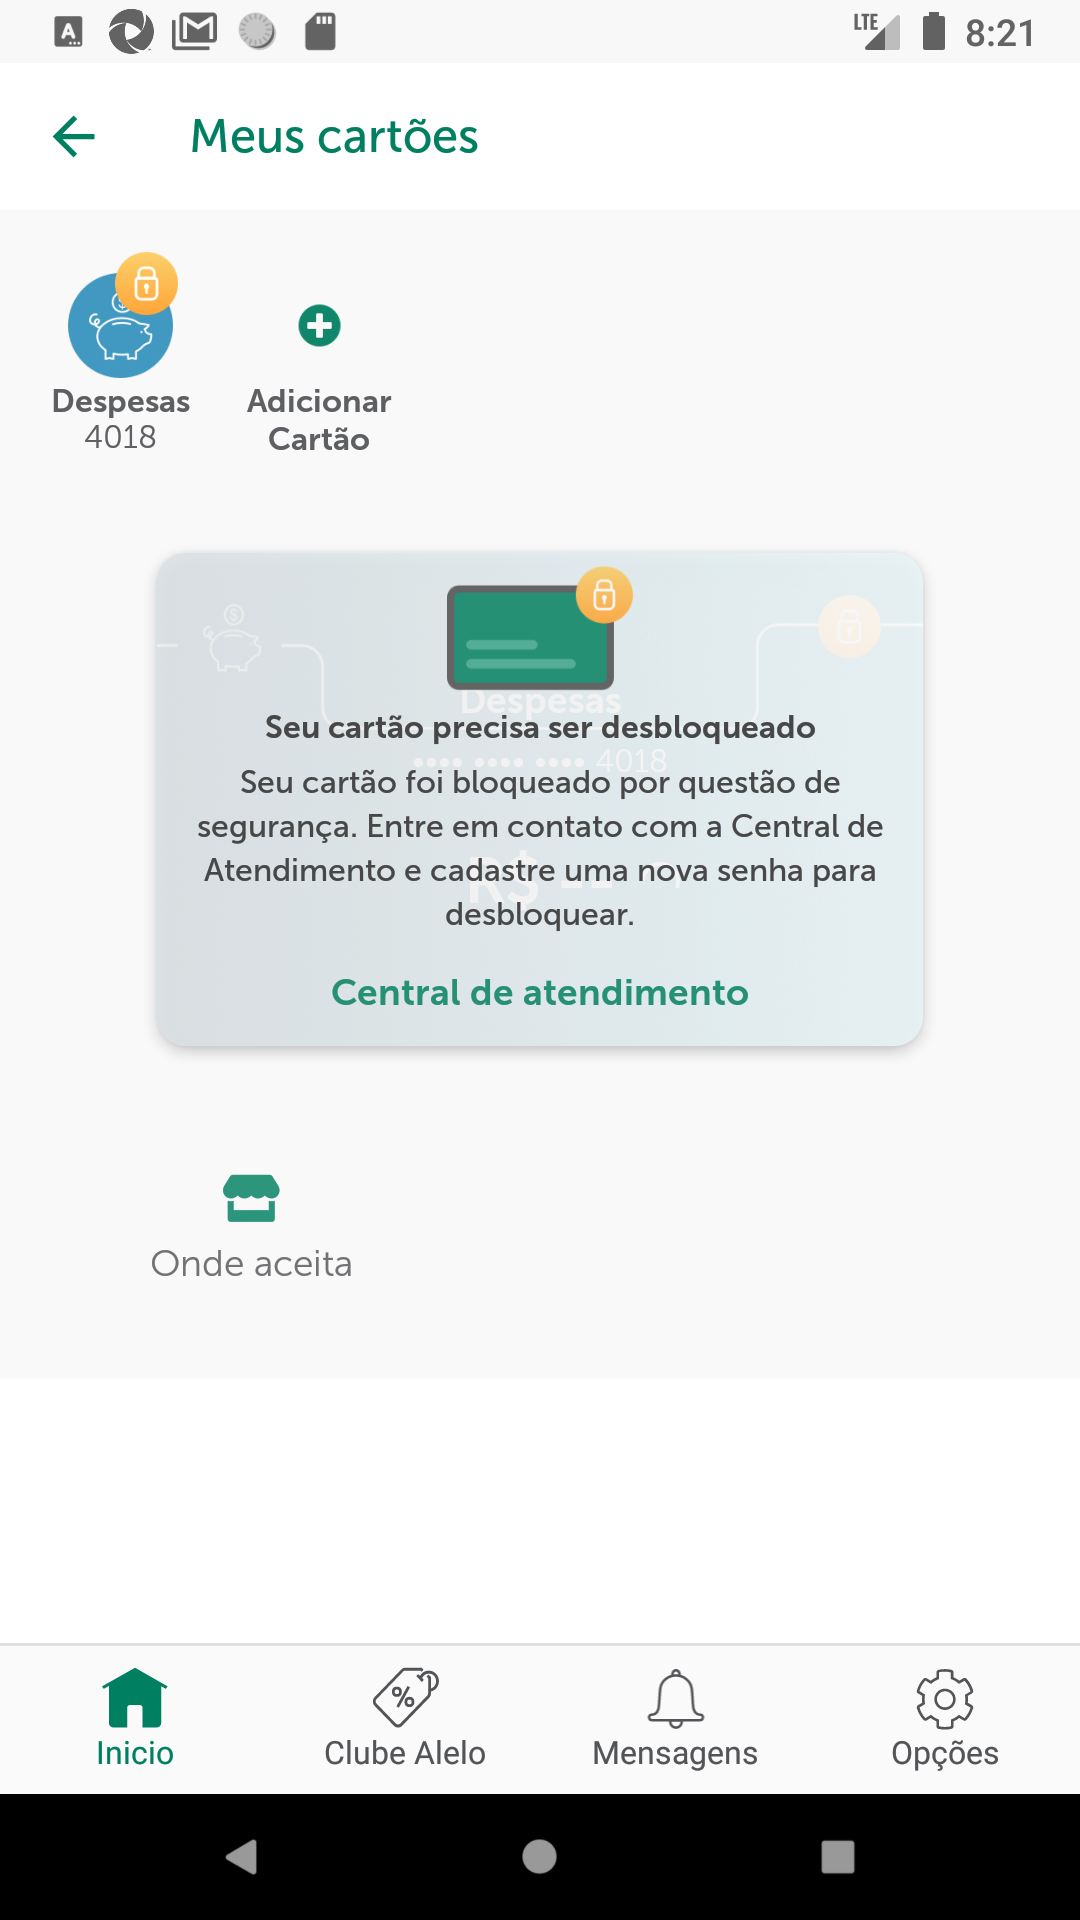 LTE 8:21
Meus cartões
Despesas
4018
Adicionar
Cartão
Despesas
Seu cartão precisa ser desbloqueado
•••• •••• •••• 4018
Seu cartão foi bloqueado por questão de
segurança. Entre em contato com a Central de
Atendimento e cadastre uma nova senha para
R$ --
desbloquear.
Central de atendimento
Onde aceita
Inicio
Clube Alelo
Mensagens
Opções